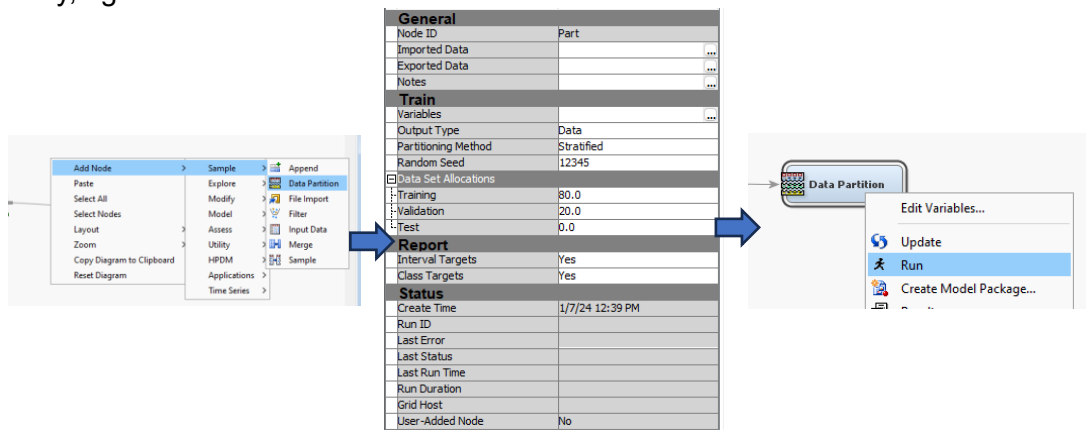 General
Node ID Part
Imported Data ...
Exported Data ...
Notes ...
Train
Variables ...
Output Type Data
Partitioning Method Stratified
Random Seed 12345
Data Set Allocations
Training 80.0
Validation 20.0
Test 0.0
Report
Interval Targets Yes
Class Targets Yes
Status
Create Time 1/7/24 12:39 PM
Run ID
Last Error
Last Status
Last Run Time
Run Duration
Grid Host
User-Added Node No
Add Node >
Paste
Select All
Select Nodes
Layout >
Zoom >
Copy Diagram to Clipboard
Reset Diagram
Sample >
Explore >
Modify >
Model >
Assess >
Utility >
HPDM >
Applications >
Time Series >
Append
Data Partition
File Import
Filter
Input Data
Merge
Sample
Data Partition
Edit Variables...
Update
Run
Create Model Package...